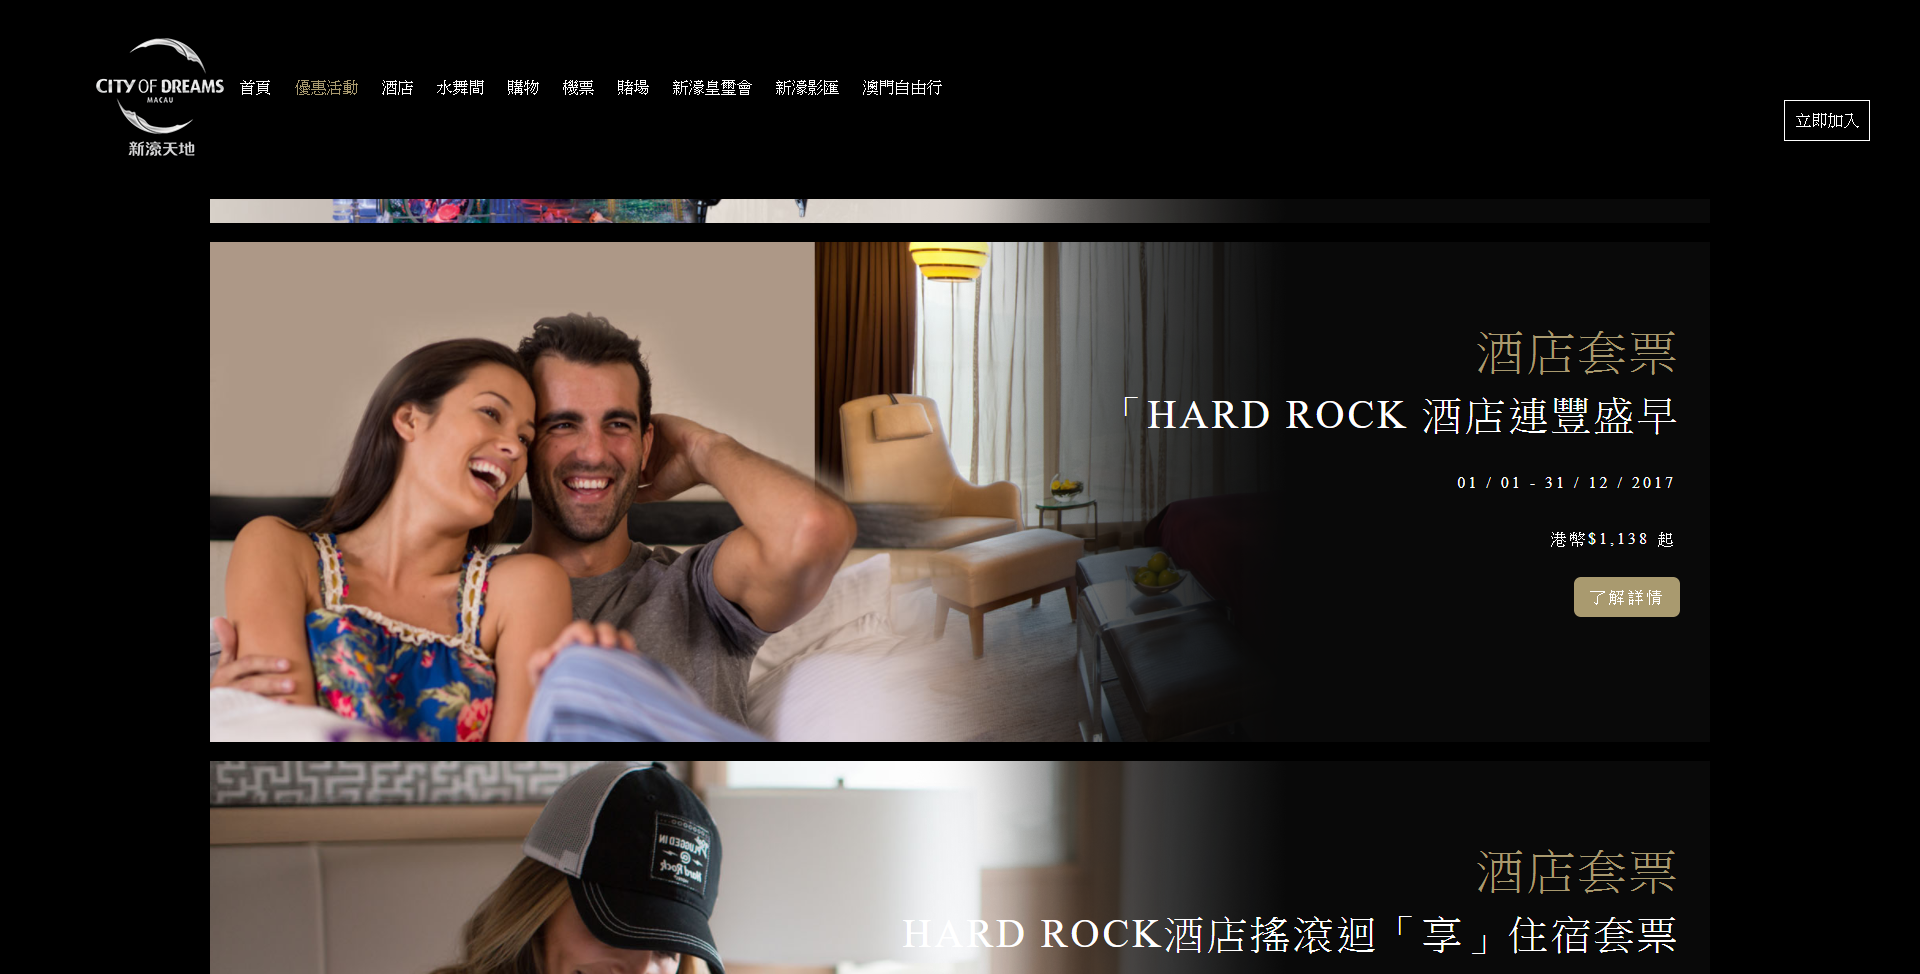 CITY OF DREAMS
MACAU
新濠天地
首頁 優惠活動 酒店 水舞間 購物 機票 賭場 新濠皇璽會 新濠影匯 澳門自由行
立即加入
酒店套票
「HARD ROCK 酒店連豐盛早
01 / 01 - 31 / 12 / 2017
港幣$1,138 起
了解詳情
PLUGGED IN
@
Hard Rock
酒店套票
HARD ROCK酒店搖滾迴「享」住宿套票